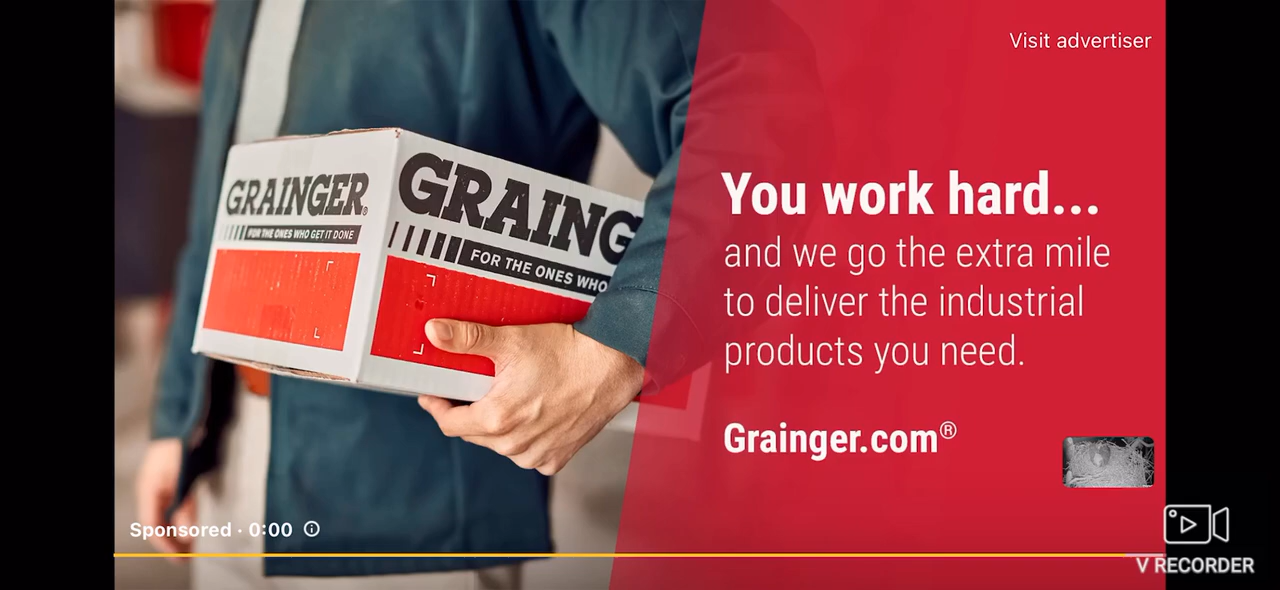 Visit advertiser
GRAINGER®
FOR THE ONES WHO GET IT DONE
GRAING
FOR THE ONES WHO
You work hard...
and we go the extra mile
to deliver the industrial
products you need.
Grainger.com®
Sponsored · 0:00
V RECORDER